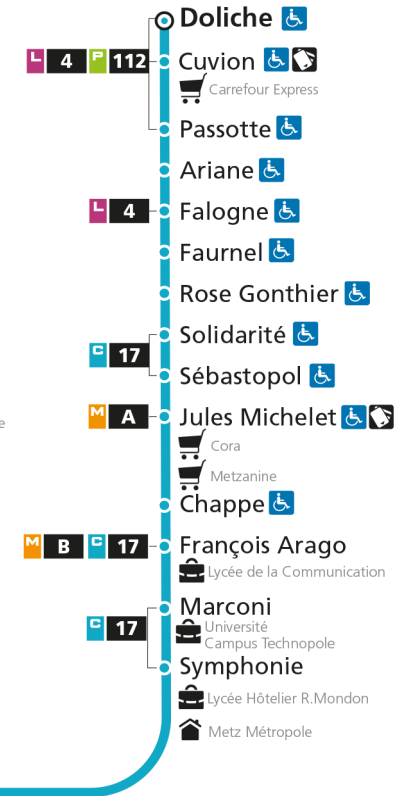 Doliche
L 4 P 112 Cuvion
Carrefour Express
Passotte
Ariane
L 4 Falogne
Faurnel
Rose Gonthier
Solidarité
C 17
Sébastopol
M A Jules Michelet
e
Cora
Metzanine
Chappe
M B C 17 François Arago
Lycée de la Communication
Marconi
C 17 Université
Campus Technopole
Symphonie
Lycée Hôtelier R.Mondon
Metz Métropole